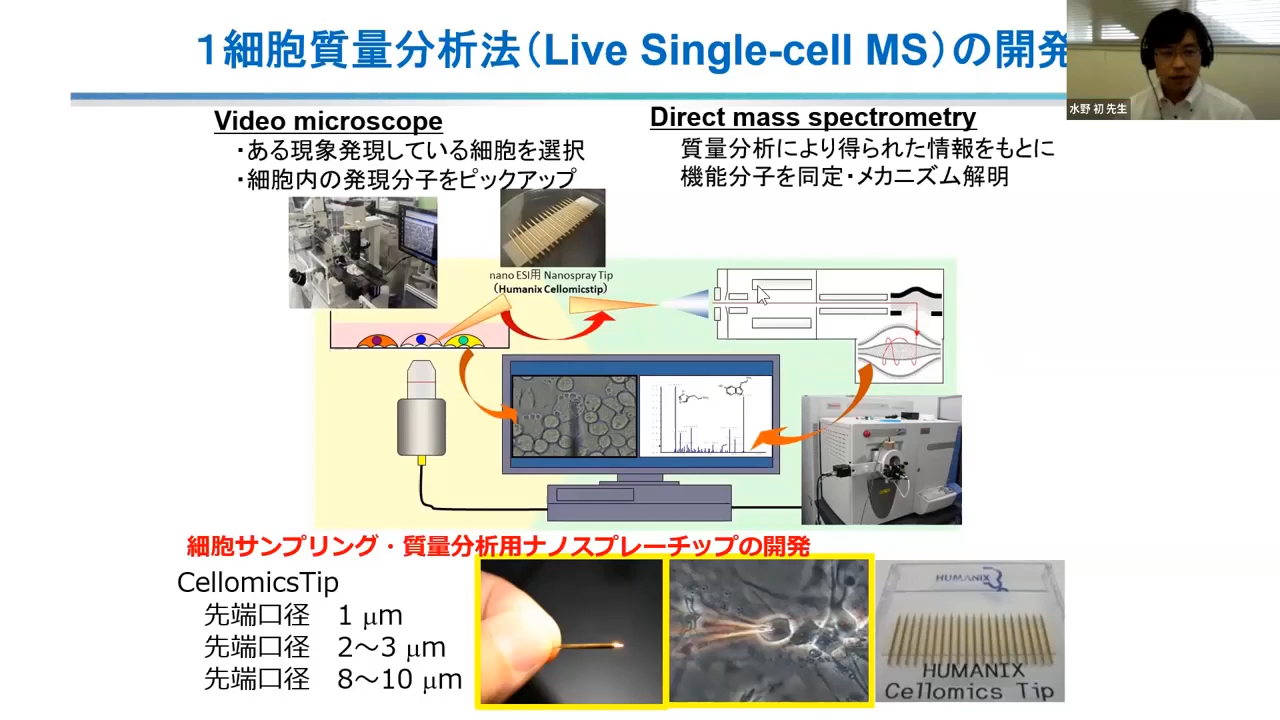 1細胞質量分析法（Live Single-cell MS）の開発
水野 初 先生
Video microscope
・ある現象発現している細胞を選択
・細胞内の発現分子をピックアップ
Direct mass spectrometry
質量分析により得られた情報をもとに
機能分子を同定・メカニズム解明
nano ESI用 Nanospray Tip
（Humanix Cellomicstip）
細胞サンプリング・質量分析用ナノスプレーチップの開発
CellomicsTip
先端口径 1 μm
先端口径 2～3 μm
先端口径 8～10 μm
HUMANIX
HUMANIX
Cellomics Tip